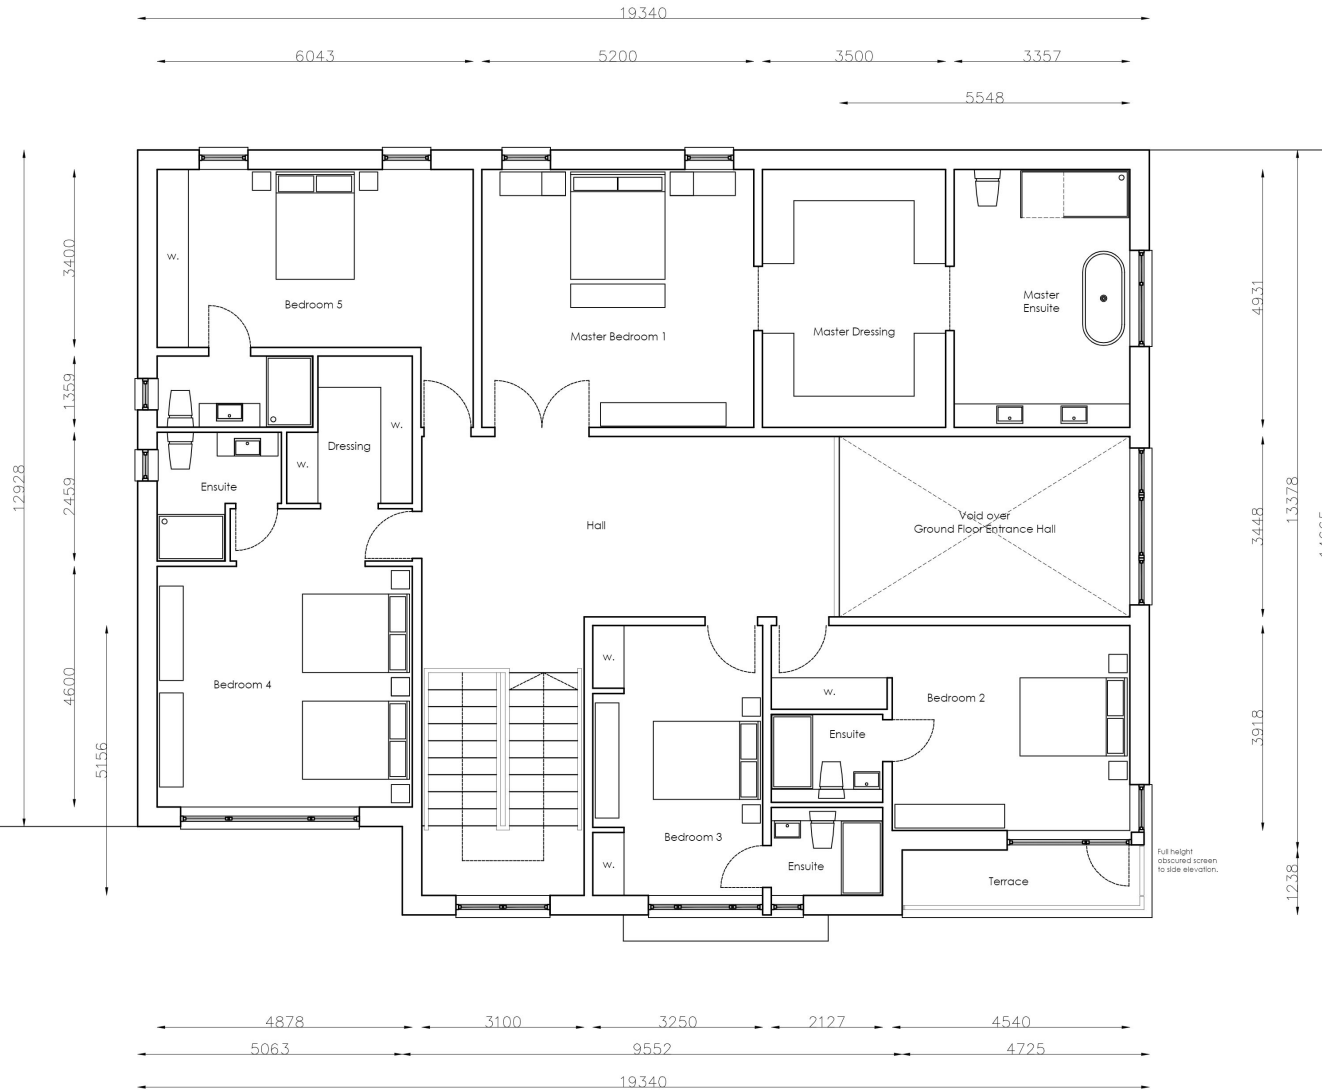 19340
6043
5200
3500
3357
5548
3400
1359
2459
4600
12928
5156
4931
3448
3918
13378
1238
w.
Bedroom 5
Master Bedroom 1
Master Dressing
Master
Ensuite
w.
Dressing
w.
Ensuite
Hall
Void over
Ground Floor Entrance Hall
Bedroom 4
w.
w.
Bedroom 2
Ensuite
Bedroom 3
w.
Ensuite
Terrace
Full height
obscured screen
to side elevation.
4878
3100
3250
2127
4540
5063
9552
4725
19340